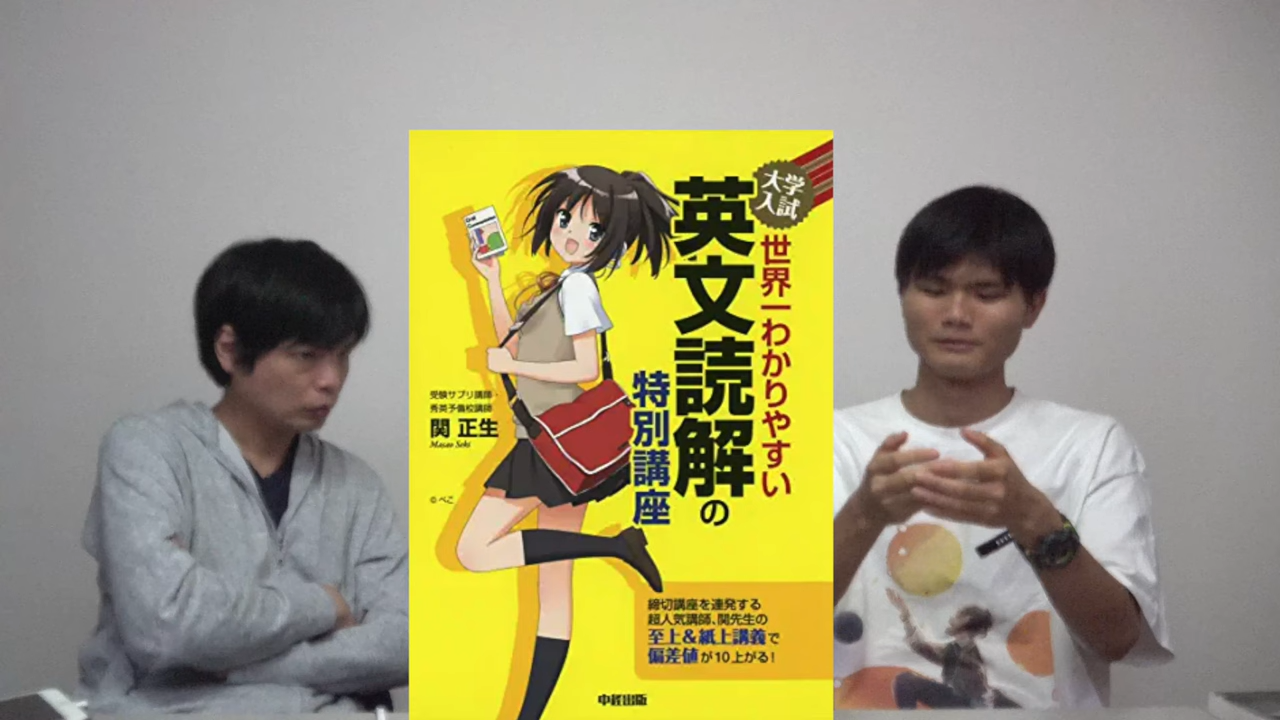 大学
入試
世界一わかりやすい
英文読解の
特別講座
受験サプリ講師・
秀英予備校講師
関 正生
Masao Seki
©ぺこ
締切講座を連発する
超人気講師、関先生の
至上&紙上講義で
偏差値が10上がる!
中経出版